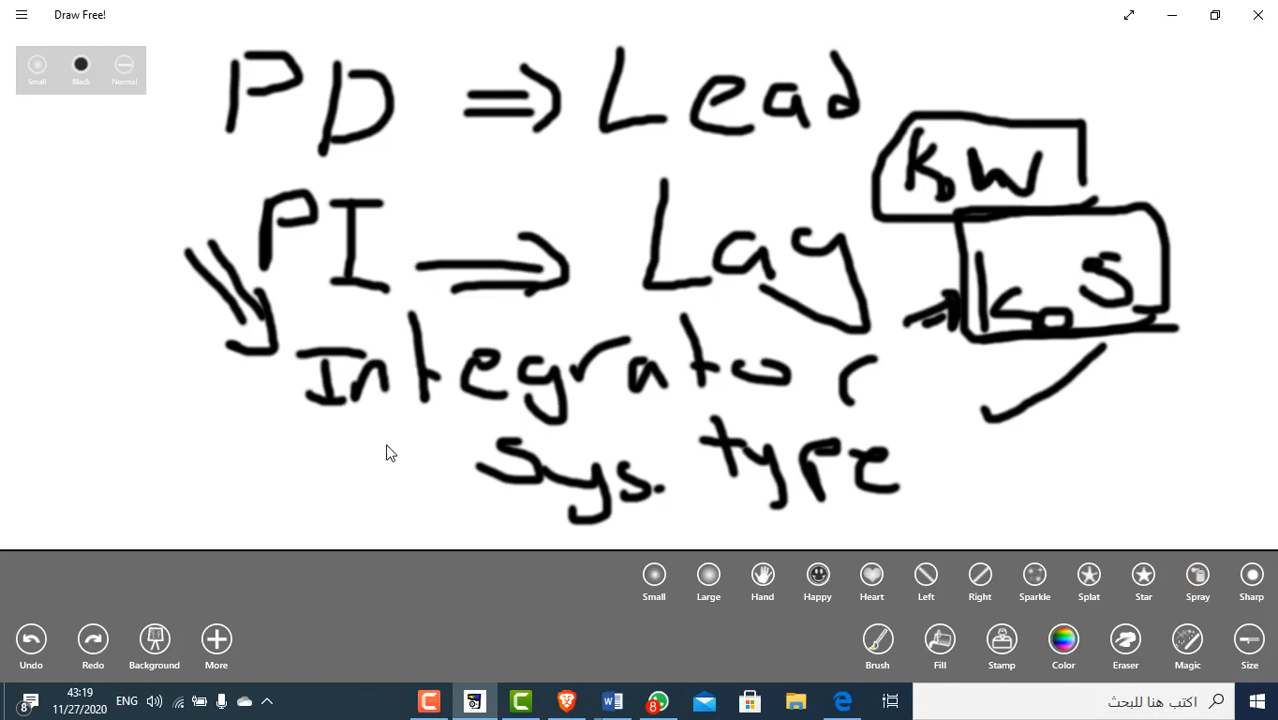 Draw Free!
Small Black Normal
PD ⇒ Lead
PI ⇒ Lag
Integrator
sys. type
Small Large Hand Happy Heart Left Right Sparkle Splat Star Spray Sharp
Undo Redo Background More Brush Fill Stamp Color Eraser Magic Size
8 43:19 ENG 8 اكتب هنا للبحث
11/27/2020